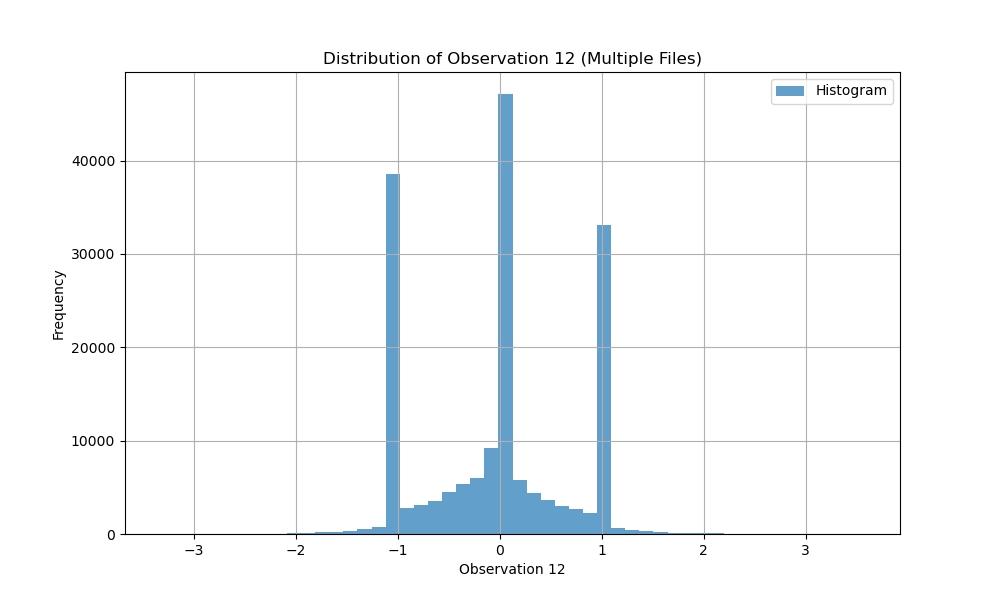 Distribution of Observation 12 (Multiple Files)
Histogram
Frequency
40000
30000
20000
10000
0
−3 −2 −1 0 1 2 3
Observation 12